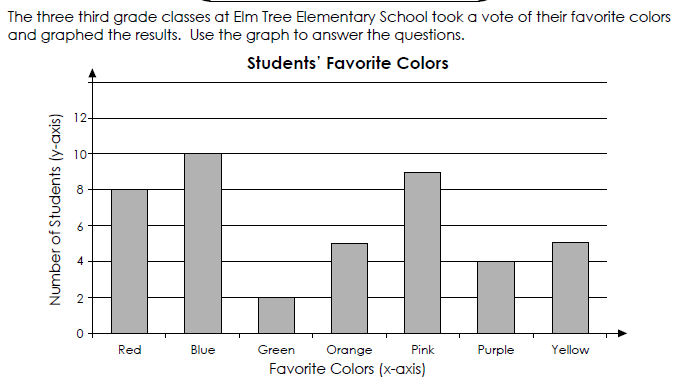 The three third grade classes at Elm Tree Elementary School took a vote of their favorite colors
and graphed the results.  Use the graph to answer the questions.
Students' Favorite Colors
Number of Students (y-axis)
12
10
8
6
4
2
0
Red Blue Green Orange Pink Purple Yellow
Favorite Colors (x-axis)